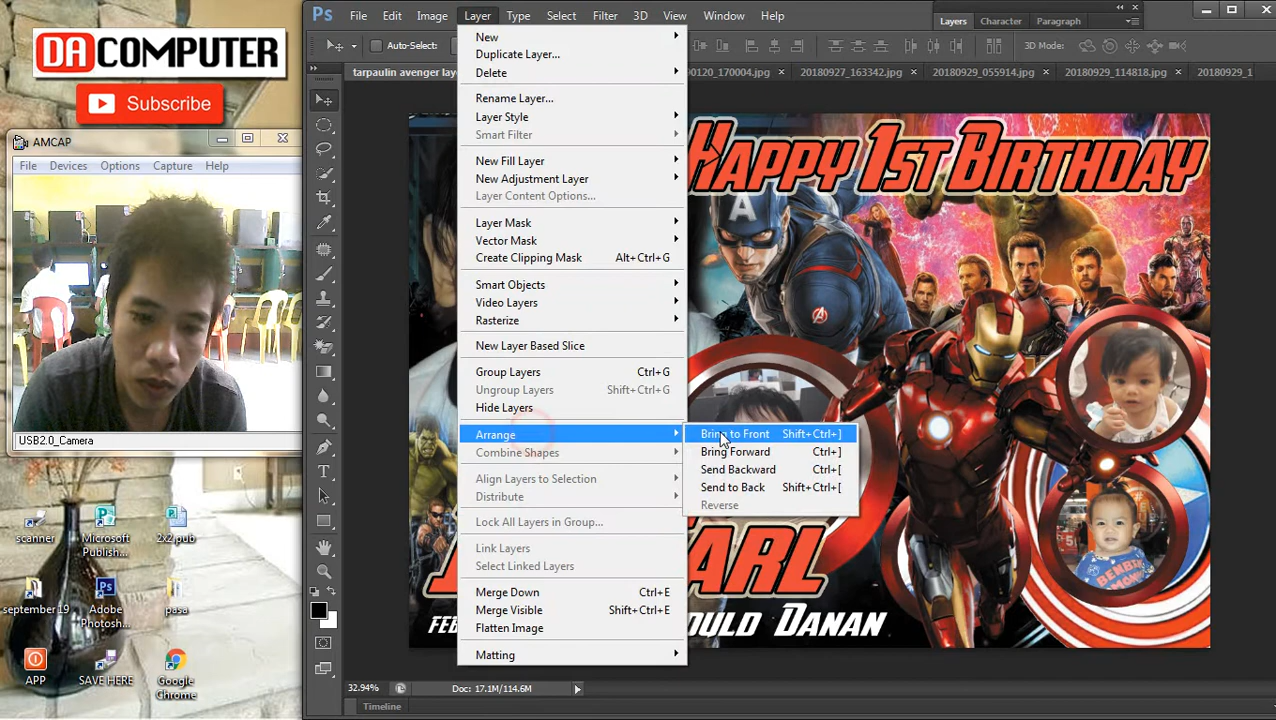 DA COMPUTER
Subscribe
AMCAP
File Devices Options Capture Help
USB2.0_Camera
scanner
Microsoft Publish...
2x2.pub
september 19
Adobe Photosh...
pasa
APP
SAVE HERE
Google Chrome
Ps File Edit Image Layer Type Select Filter 3D View Window Help
Auto-Select:
3D Mode:
Layers Character Paragraph
tarpaulin avenger lay
00120_170004.jpg × 20180927_163342.jpg × 20180929_055914.jpg × 20180929_114818.jpg × 20180929_1
New
Duplicate Layer...
Delete
Rename Layer...
Layer Style
Smart Filter
New Fill Layer
New Adjustment Layer
Layer Content Options...
Layer Mask
Vector Mask
Create Clipping Mask Alt+Ctrl+G
Smart Objects
Video Layers
Rasterize
New Layer Based Slice
Group Layers Ctrl+G
Ungroup Layers Shift+Ctrl+G
Hide Layers
Arrange
Combine Shapes
Align Layers to Selection
Distribute
Lock All Layers in Group...
Link Layers
Select Linked Layers
Merge Down Ctrl+E
Merge Visible Shift+Ctrl+E
Flatten Image
Matting
Bring to Front Shift+Ctrl+]
Bring Forward Ctrl+]
Send Backward Ctrl+[
Send to Back Shift+Ctrl+[
Reverse
HAPPY 1ST BIRTHDAY
A
ARL
OULD DANAN
32.94% Doc: 17.1M/114.6M
Timeline